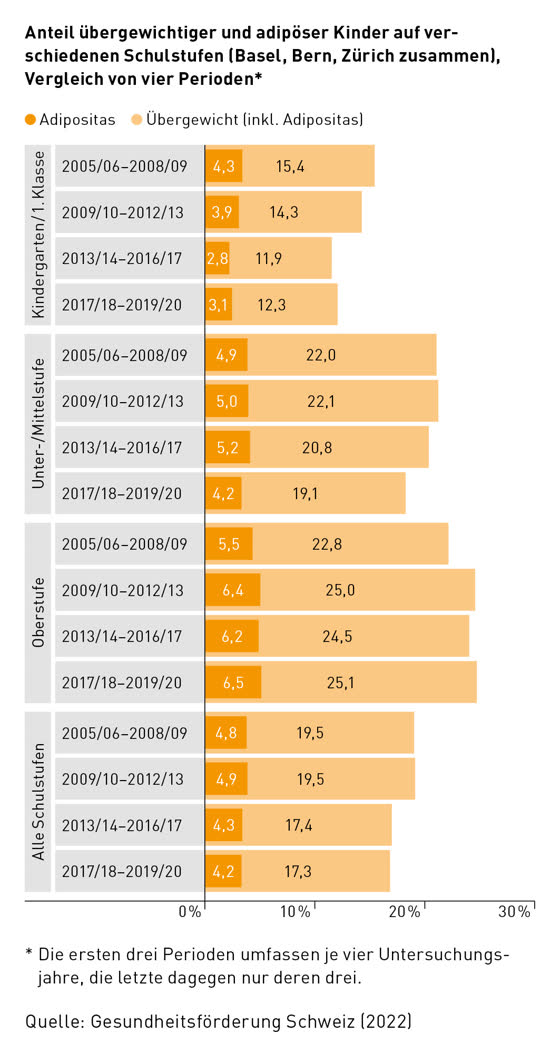 Anteil übergewichtiger und adipöser Kinder auf ver-
schiedenen Schulstufen (Basel, Bern, Zürich zusammen),
Vergleich von vier Perioden*
Adipositas Übergewicht (inkl. Adipositas)
Kindergarten/1. Klasse
2005/06–2008/09 4,3 15,4
2009/10–2012/13 3,9 14,3
2013/14–2016/17 2,8 11,9
2017/18–2019/20 3,1 12,3
Unter-/Mittelstufe
2005/06–2008/09 4,9 22,0
2009/10–2012/13 5,0 22,1
2013/14–2016/17 5,2 20,8
2017/18–2019/20 4,2 19,1
Oberstufe
2005/06–2008/09 5,5 22,8
2009/10–2012/13 6,4 25,0
2013/14–2016/17 6,2 24,5
2017/18–2019/20 6,5 25,1
Alle Schulstufen
2005/06–2008/09 4,8 19,5
2009/10–2012/13 4,9 19,5
2013/14–2016/17 4,3 17,4
2017/18–2019/20 4,2 17,3
0% 10% 20% 30%
* Die ersten drei Perioden umfassen je vier Untersuchungs-
jahre, die letzte dagegen nur deren drei.
Quelle: Gesundheitsförderung Schweiz (2022)